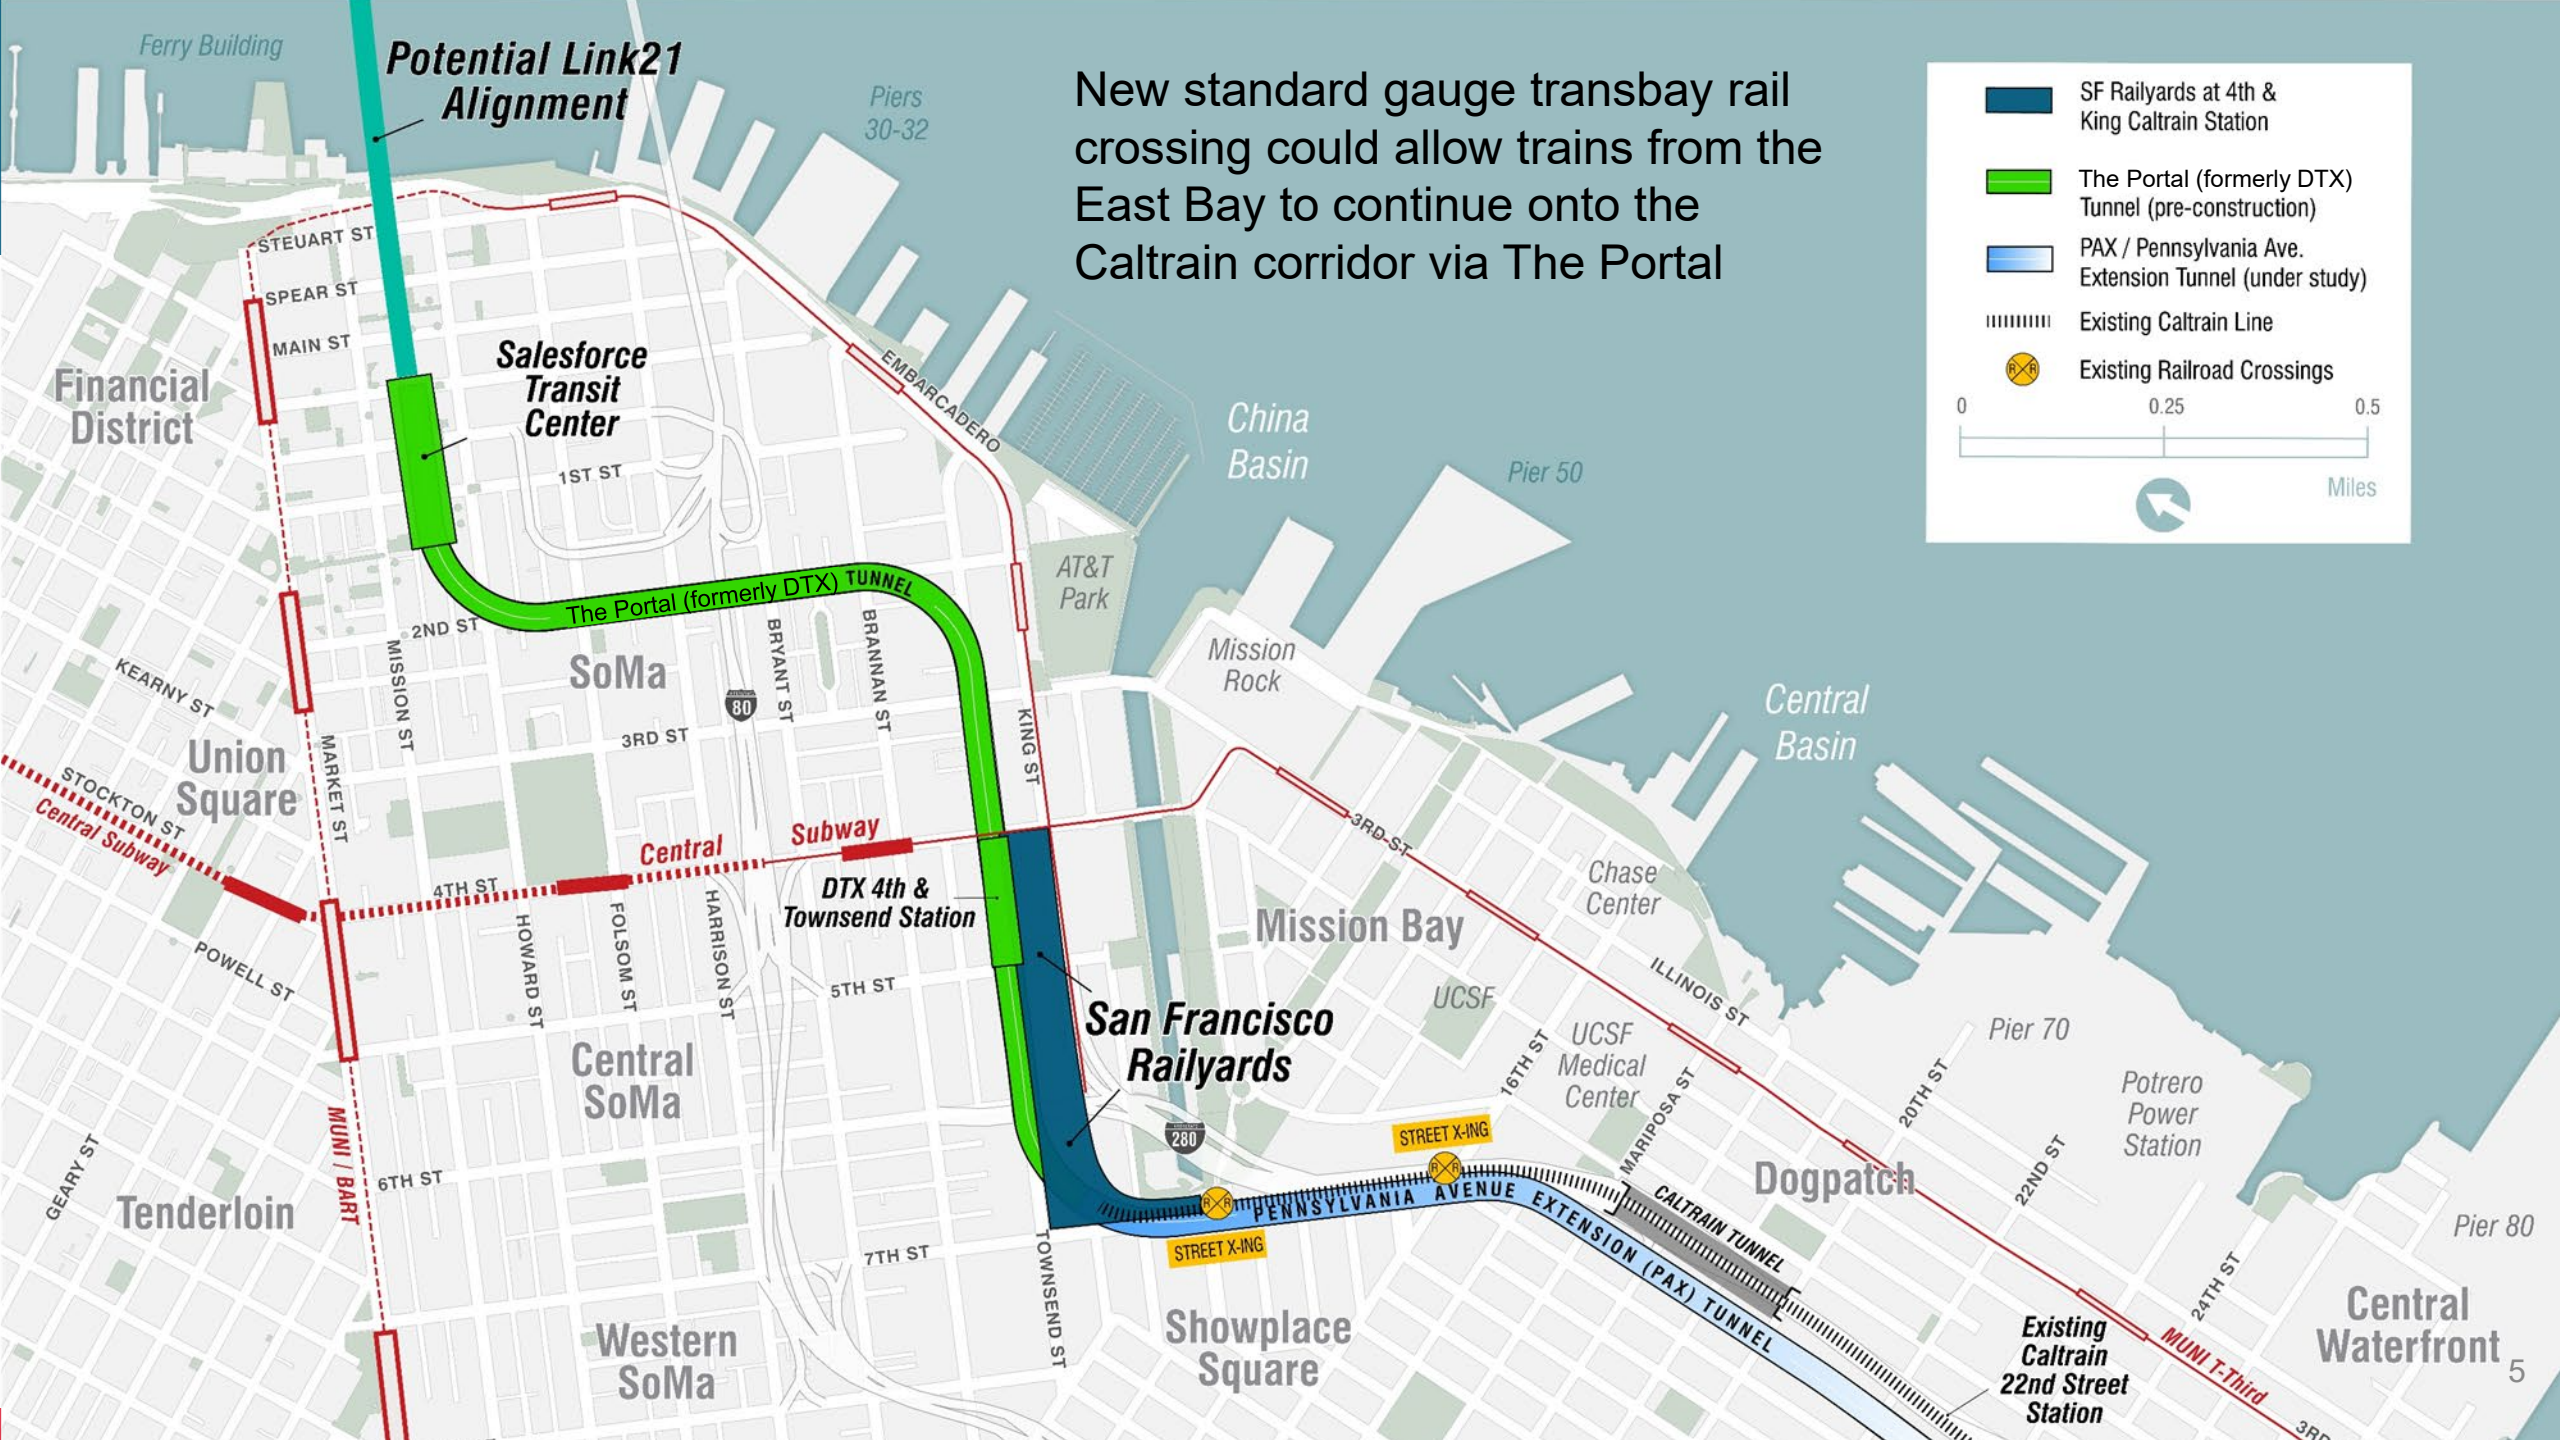 Ferry Building
Potential Link21
Alignment
Piers
30-32
New standard gauge transbay rail
crossing could allow trains from the
East Bay to continue onto the
Caltrain corridor via The Portal
SF Railyards at 4th &
King Caltrain Station
The Portal (formerly DTX)
Tunnel (pre-construction)
PAX / Pennsylvania Ave.
Extension Tunnel (under study)
Existing Caltrain Line
R R
Existing Railroad Crossings
0 0.25 0.5
Miles
STEUART ST
SPEAR ST
MAIN ST
Financial
District
Salesforce
Transit
Center
1ST ST
EMBARCADERO
China
Basin
Pier 50
AT&T
Park
The Portal (formerly DTX) TUNNEL
2ND ST
MISSION ST
KEARNY ST
SoMa
80
BRYANT ST
BRANNAN ST
3RD ST
KING ST
Mission
Rock
Central
Basin
Union
Square
MARKET ST
STOCKTON ST
Central Subway
Central Subway
4TH ST
POWELL ST
HOWARD ST
FOLSOM ST
HARRISON ST
DTX 4th &
Townsend Station
5TH ST
3RD ST
Chase
Center
Mission Bay
ILLINOIS ST
UCSF
UCSF
Medical
Center
16TH ST
MARIPOSA ST
Pier 70
20TH ST
Potrero
Power
Station
22ND ST
San Francisco
Railyards
Central
SoMa
280
STREET X-ING
R R
Dogpatch
GEARY ST
Tenderloin
MUNI / BART
6TH ST
7TH ST
R R
STREET X-ING
PENNSYLVANIA AVENUE EXTENSION (PAX) TUNNEL
CALTRAIN TUNNEL
TOWNSEND ST
Pier 80
24TH ST
Central
Waterfront
Western
SoMa
Showplace
Square
Existing
Caltrain
22nd Street
Station
MUNI T-Third
3RD
5